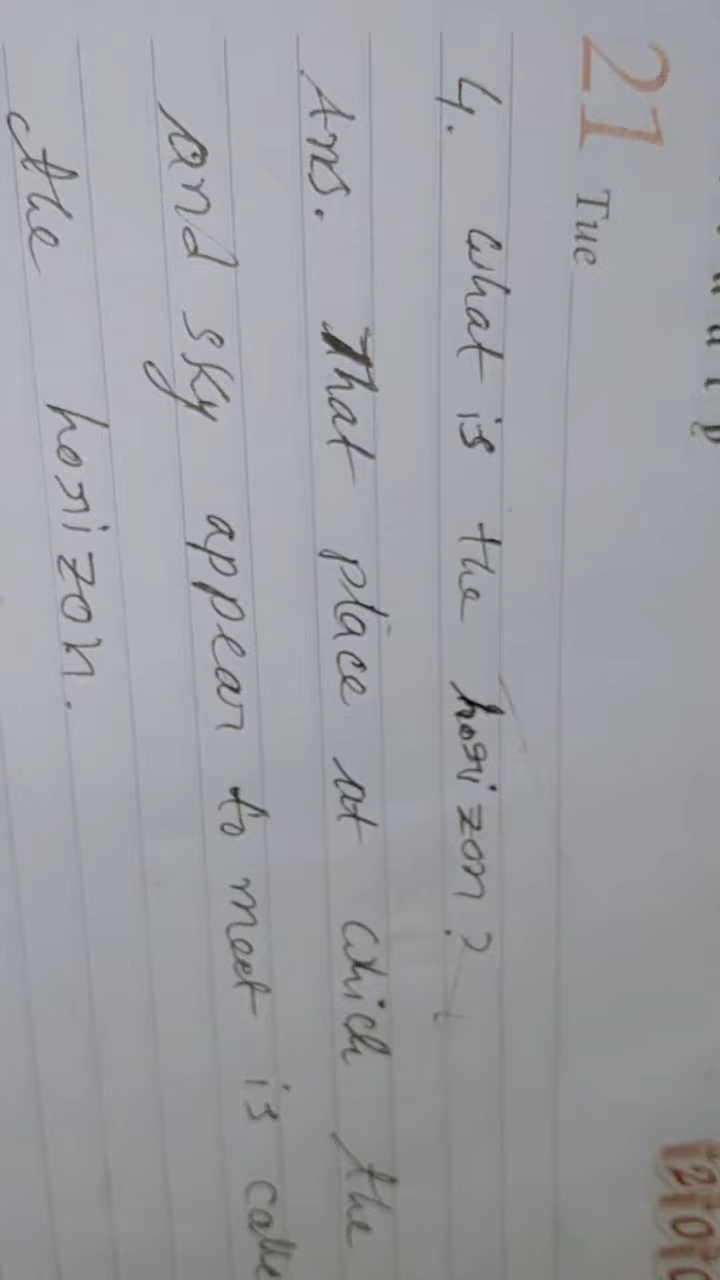 21 Tue
4. What is the horizon?
Ans. That place at which the
and sky appear to meet is calle
the horizon.